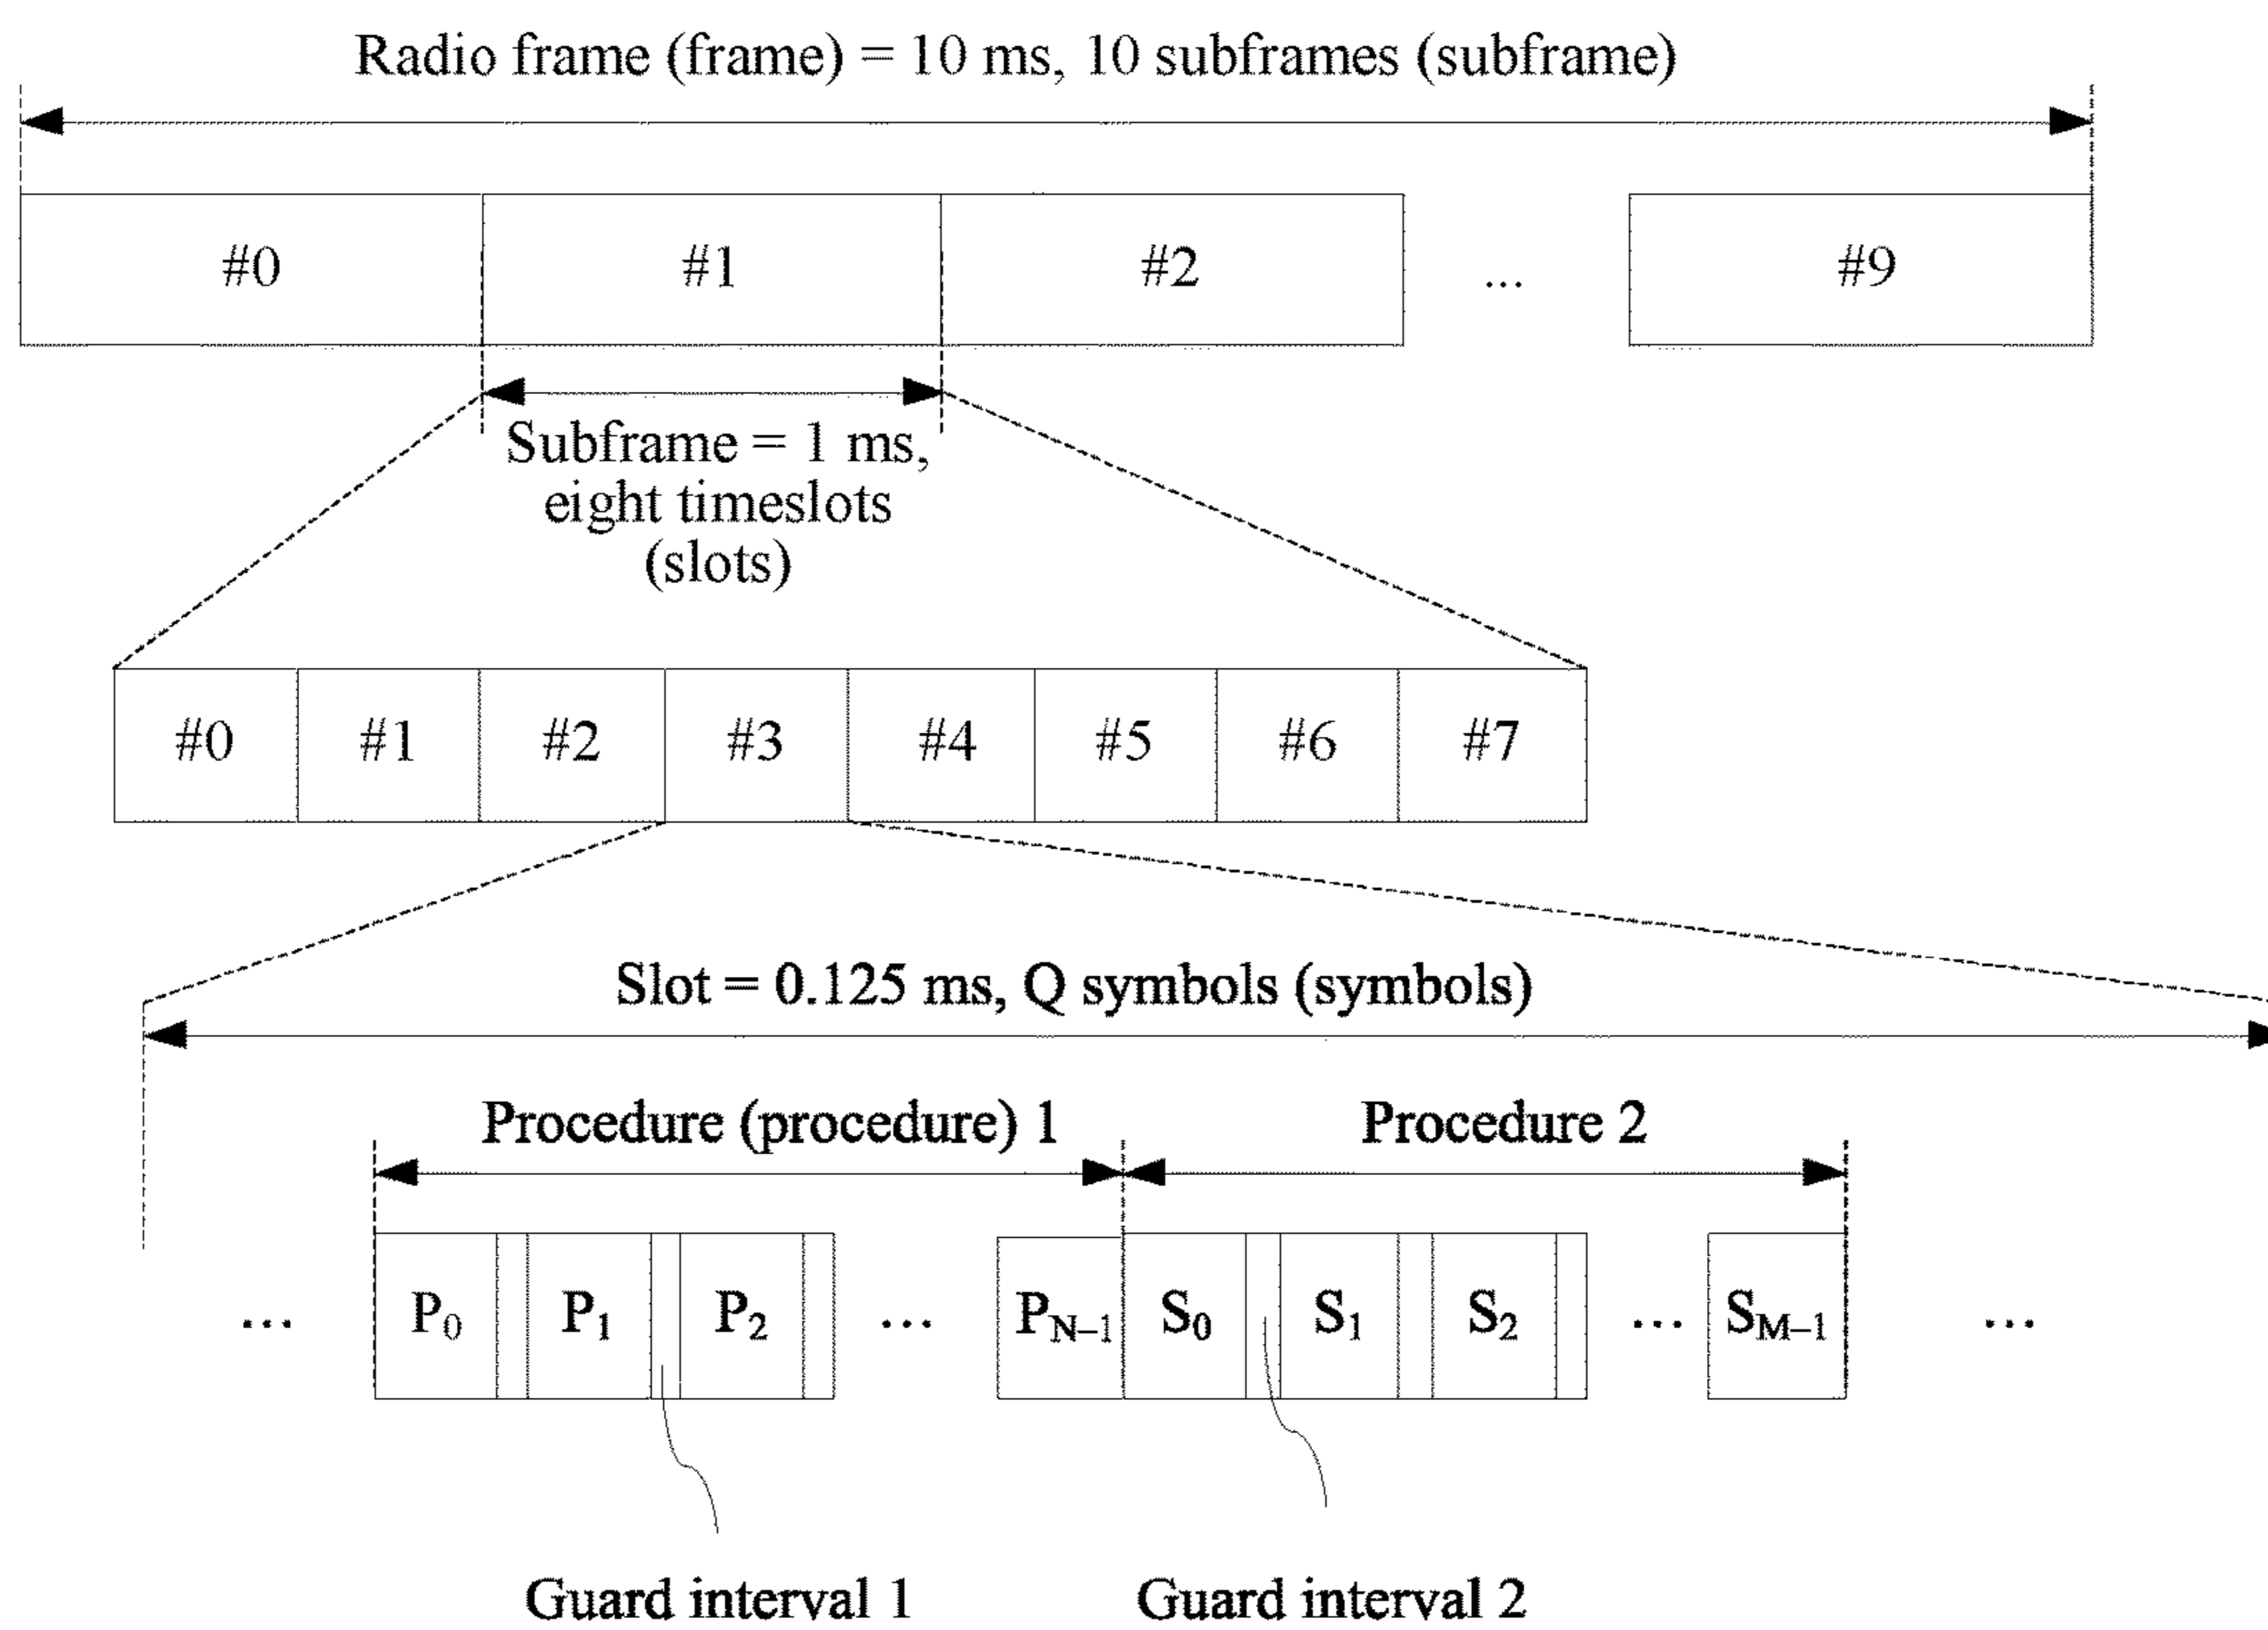 Radio frame (frame) = 10 ms, 10 subframes (subframe)
#0 #1 #2 ... #9
Subframe = 1 ms,
eight timeslots
(slots)
#0 #1 #2 #3 #4 #5 #6 #7
Slot = 0.125 ms, Q symbols (symbols)
Procedure (procedure) 1 Procedure 2
... P0 P1 P2 ... PN–1 S0 S1 S2 ... SM–1 ...
Guard interval 1 Guard interval 2